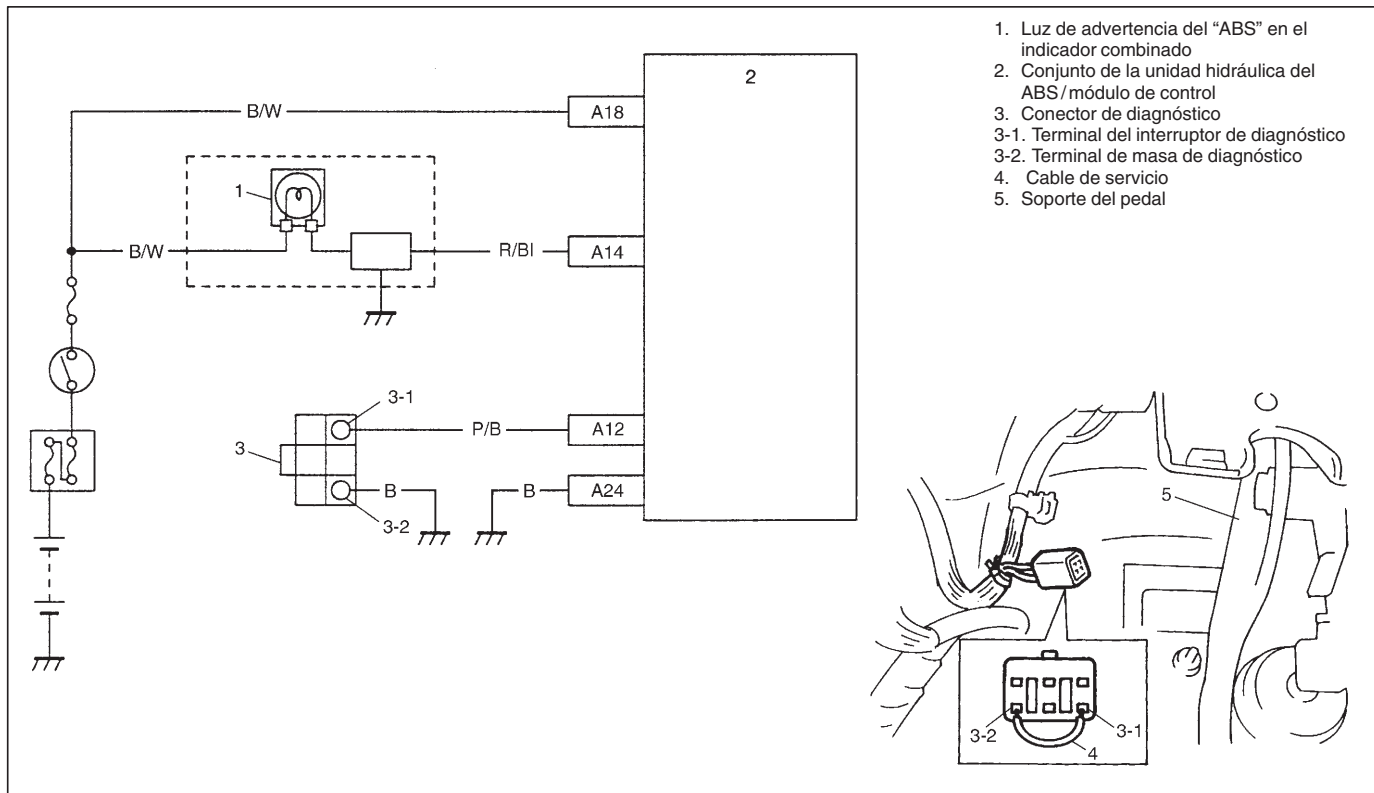 1. Luz de advertencia del “ABS” en el
indicador combinado
2. Conjunto de la unidad hidráulica del
ABS/módulo de control
3. Conector de diagnóstico
3-1. Terminal del interruptor de diagnóstico
3-2. Terminal de masa de diagnóstico
4. Cable de servicio
5. Soporte del pedal
2
B/W
A18
1
B/W
R/Bl
A14
3-1
3
P/B
A12
B
B
A24
3-2
5
3-2
3-1
4